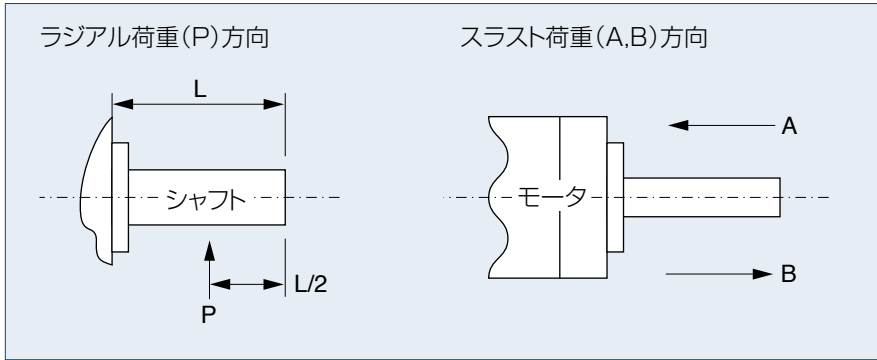 ラジアル荷重(P)方向
L
シャフト
L/2
P
スラスト荷重(A,B)方向
A
モータ
B